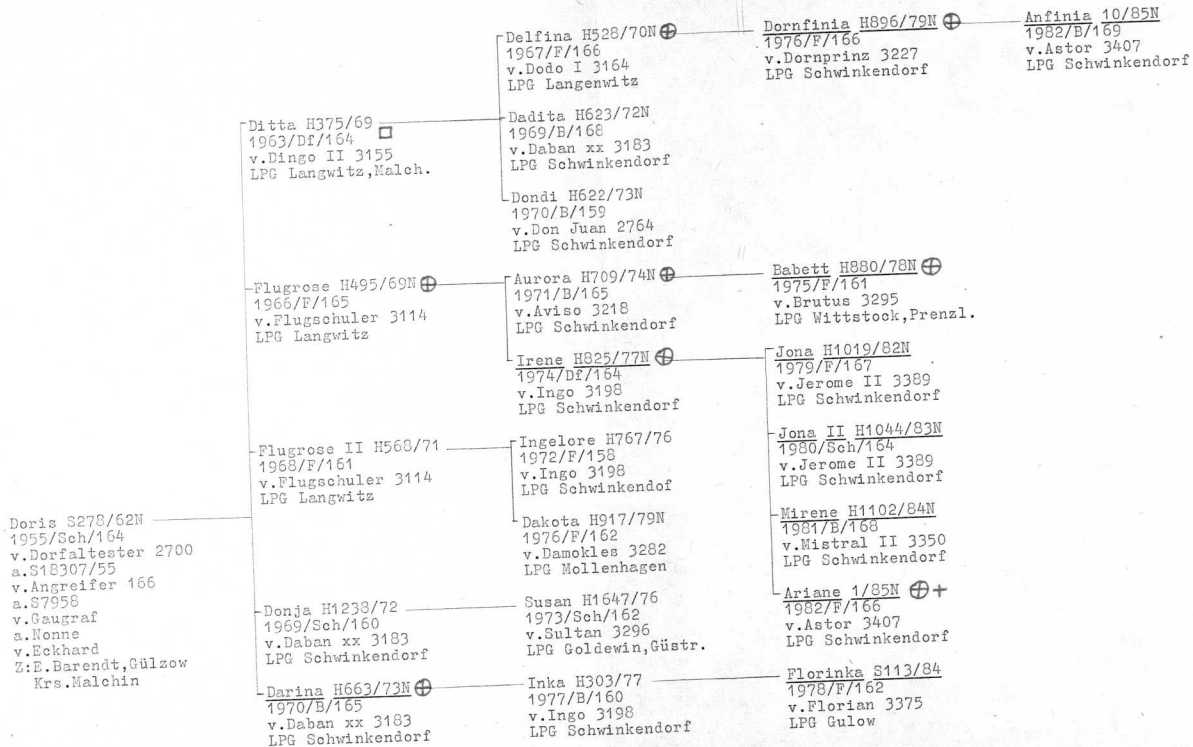 Doris S278/62N
1955/Sch/164
v.Dorfaltester 2700
a.S18307/55
v.Angreifer 166
a.S7958
v.Gaugraf
a.Nonne
v.Eckhard
Z:E.Barendt,Gülzow
Krs.Malchin
Ditta H375/69
1963/Df/164
v.Dingo II 3155
LPG Langwitz,Malch.
Flugrose H495/69N
1966/F/165
v.Flugschuler 3114
LPG Langwitz
Flugrose II H568/71
1968/F/161
v.Flugschuler 3114
LPG Langwitz
Donja H1238/72
1969/Sch/160
v.Daban xx 3183
LPG Schwinkendorf
Darina H663/73N
1970/B/165
v.Daban xx 3183
LPG Schwinkendorf
Delfina H528/70N
1967/F/166
v.Dodo I 3164
LPG Langenwitz
Dadita H623/72N
1969/B/168
v.Daban xx 3183
LPG Schwinkendorf
Dondi H622/73N
1970/B/159
v.Don Juan 2764
LPG Schwinkendorf
Aurora H709/74N
1971/B/165
v.Aviso 3218
LPG Schwinkendorf
Irene H825/77N
1974/Df/164
v.Ingo 3198
LPG Schwinkendorf
Ingelore H767/76
1972/F/158
v.Ingo 3198
LPG Schwinkendof
Dakota H917/79N
1976/F/162
v.Damokles 3282
LPG Mollenhagen
Susan H1647/76
1973/Sch/162
v.Sultan 3296
LPG Goldewin,Güstr.
Inka H303/77
1977/B/160
v.Ingo 3198
LPG Schwinkendorf
Dornfinia H896/79N
1976/F/166
v.Dornprinz 3227
LPG Schwinkendorf
Babett H880/78N
1975/F/161
v.Brutus 3295
LPG Wittstock,Prenzl.
Jona H1019/82N
1979/F/167
v.Jerome II 3389
LPG Schwinkendorf
Jona II H1044/83N
1980/Sch/164
v.Jerome II 3389
LPG Schwinkendorf
Mirene H1102/84N
1981/B/168
v.Mistral II 3350
LPG Schwinkendorf
Ariane 1/85N +
1982/F/166
v.Astor 3407
LPG Schwinkendorf
Florinka S113/84
1978/F/162
v.Florian 3375
LPG Gulow
Anfinia 10/85N
1982/B/169
v.Astor 3407
LPG Schwinkendorf